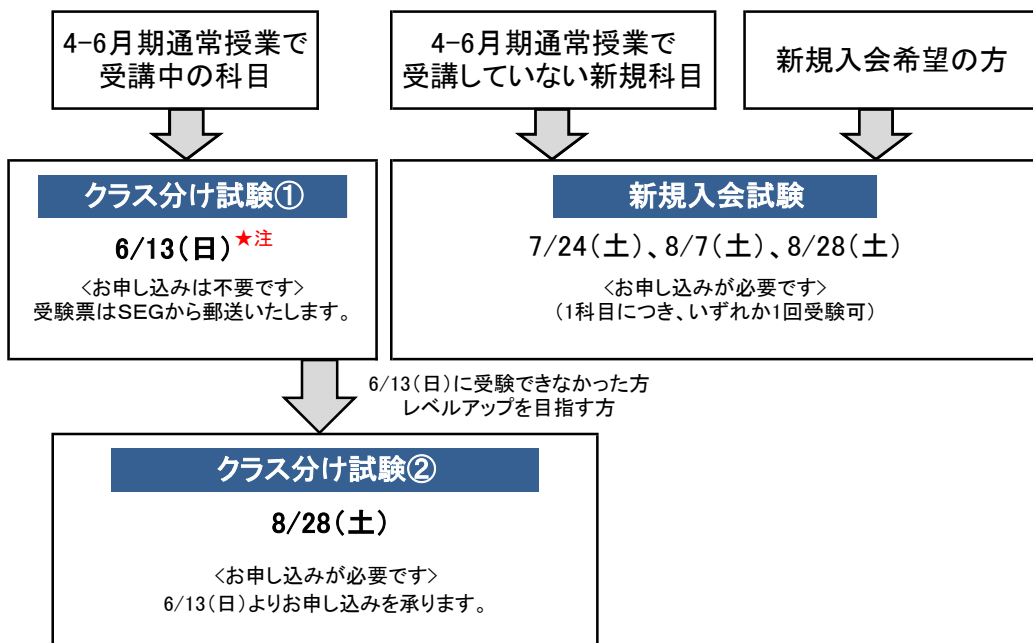 4-6月期通常授業で
受講中の科目
4-6月期通常授業で
受講していない新規科目
新規入会希望の方
クラス分け試験①
6/13(日)★注
<お申し込みは不要です>
受験票はSEGから郵送いたします。
新規入会試験
7/24(土)、8/7(土)、8/28(土)
<お申し込みが必要です>
(1科目につき、いずれか1回受験可)
6/13(日)に受験できなかった方
レベルアップを目指す方
クラス分け試験②
8/28(土)
<お申し込みが必要です>
6/13(日)よりお申し込みを承ります。